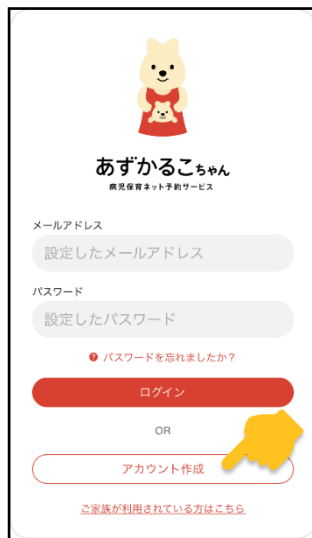 あずかるこちゃん
病児保育ネット予約サービス
メールアドレス
設定したメールアドレス
パスワード
設定したパスワード
? パスワードを忘れましたか？
ログイン
OR
アカウント作成
ご家族が利用されている方はこちら